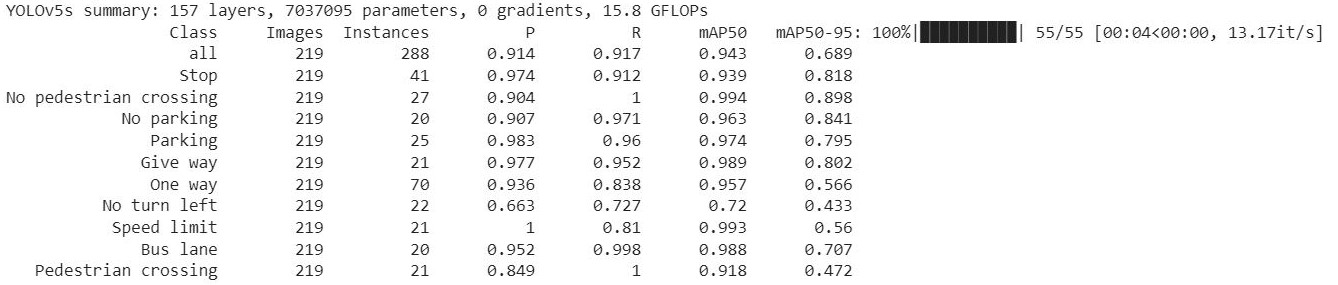 YOLOv5s summary: 157 layers, 7037095 parameters, 0 gradients, 15.8 GFLOPs
Class Images Instances P R mAP50 mAP50-95: 100%|██████████| 55/55 [00:04<00:00, 13.17it/s]
all 219 288 0.914 0.917 0.943 0.689
Stop 219 41 0.974 0.912 0.939 0.818
No pedestrian crossing 219 27 0.904 1 0.994 0.898
No parking 219 20 0.907 0.971 0.963 0.841
Parking 219 25 0.983 0.96 0.974 0.795
Give way 219 21 0.977 0.952 0.989 0.802
One way 219 70 0.936 0.838 0.957 0.566
No turn left 219 22 0.663 0.727 0.72 0.433
Speed limit 219 21 1 0.81 0.993 0.56
Bus lane 219 20 0.952 0.998 0.988 0.707
Pedestrian crossing 219 21 0.849 1 0.918 0.472